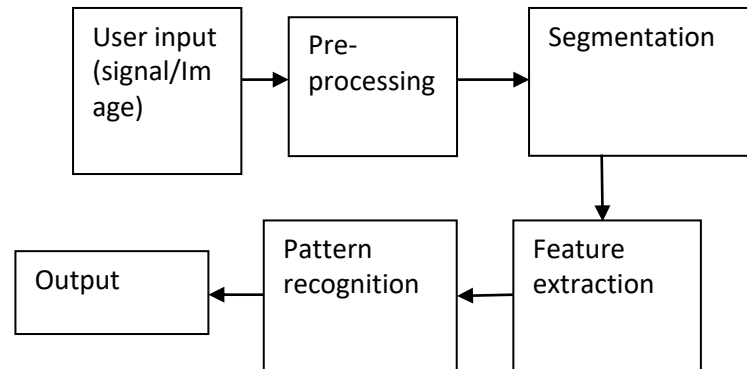 User input
(signal/Im
age)
Pre-
processing
Segmentation
Feature
extraction
Pattern
recognition
Output